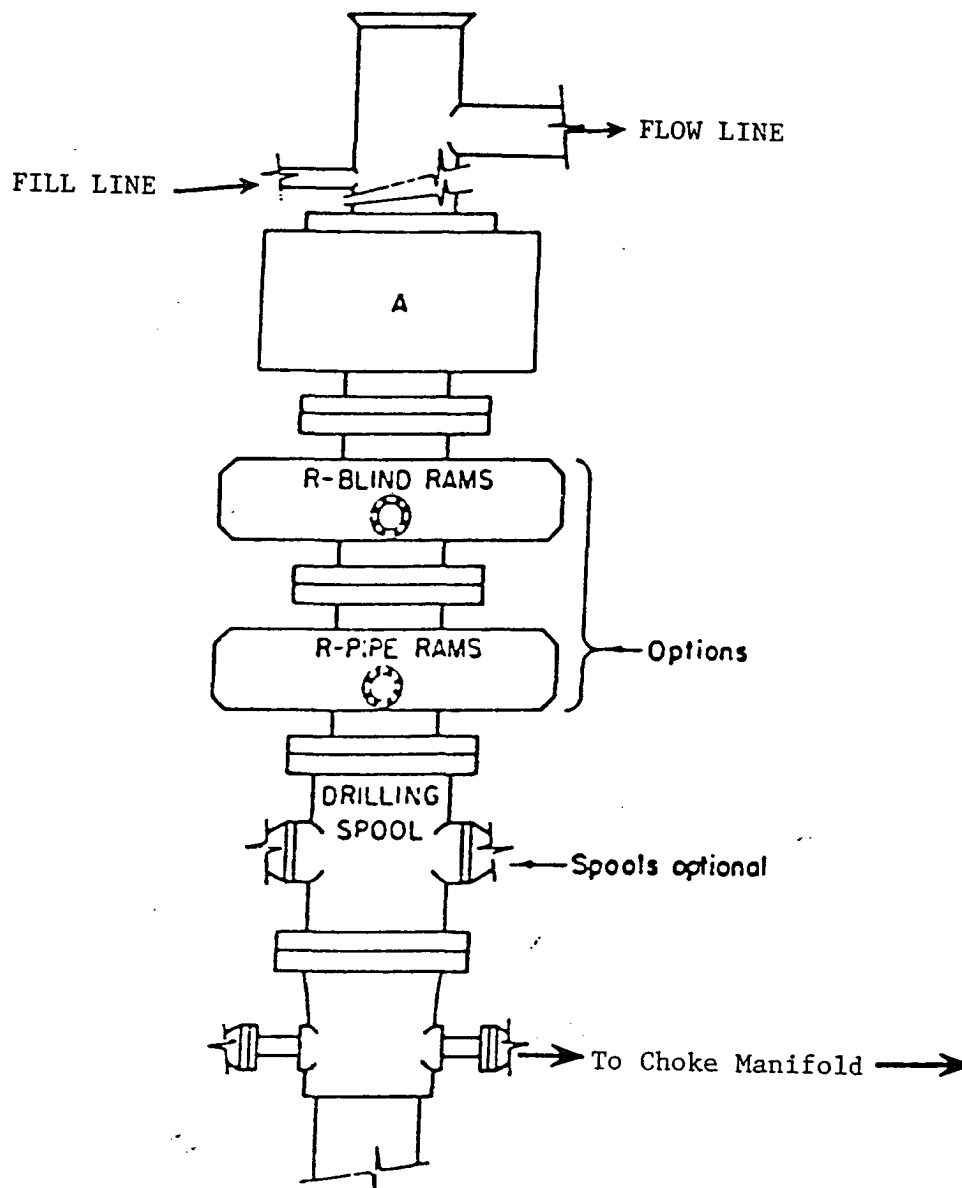 FLOW LINE
FILL LINE
A
R-BLIND RAMS
R-PIPE RAMS
Options
DRILLING
SPOOL
Spools optional
To Choke Manifold